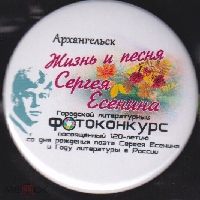 Архангельск
Жизнь и песня
Сергея
Есенина
Городской литературный
ФОТОКОНКУРС
посвященный 120-летию
со дня рождения поэта Сергея Есенина
и Году литературы в России